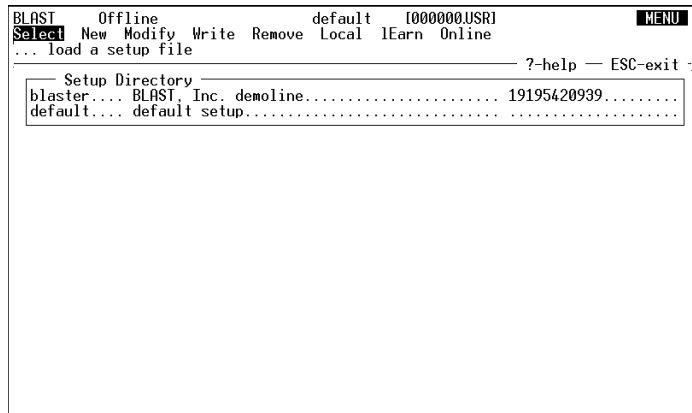 BLAST Offline default [000000.USR] MENU
Select New Modify Write Remove Local lEarn Online
... load a setup file
?-help — ESC-exit
Setup Directory
blaster.... BLAST, Inc. demoline........................ 19195420939.........
default.... default setup............................... ....................